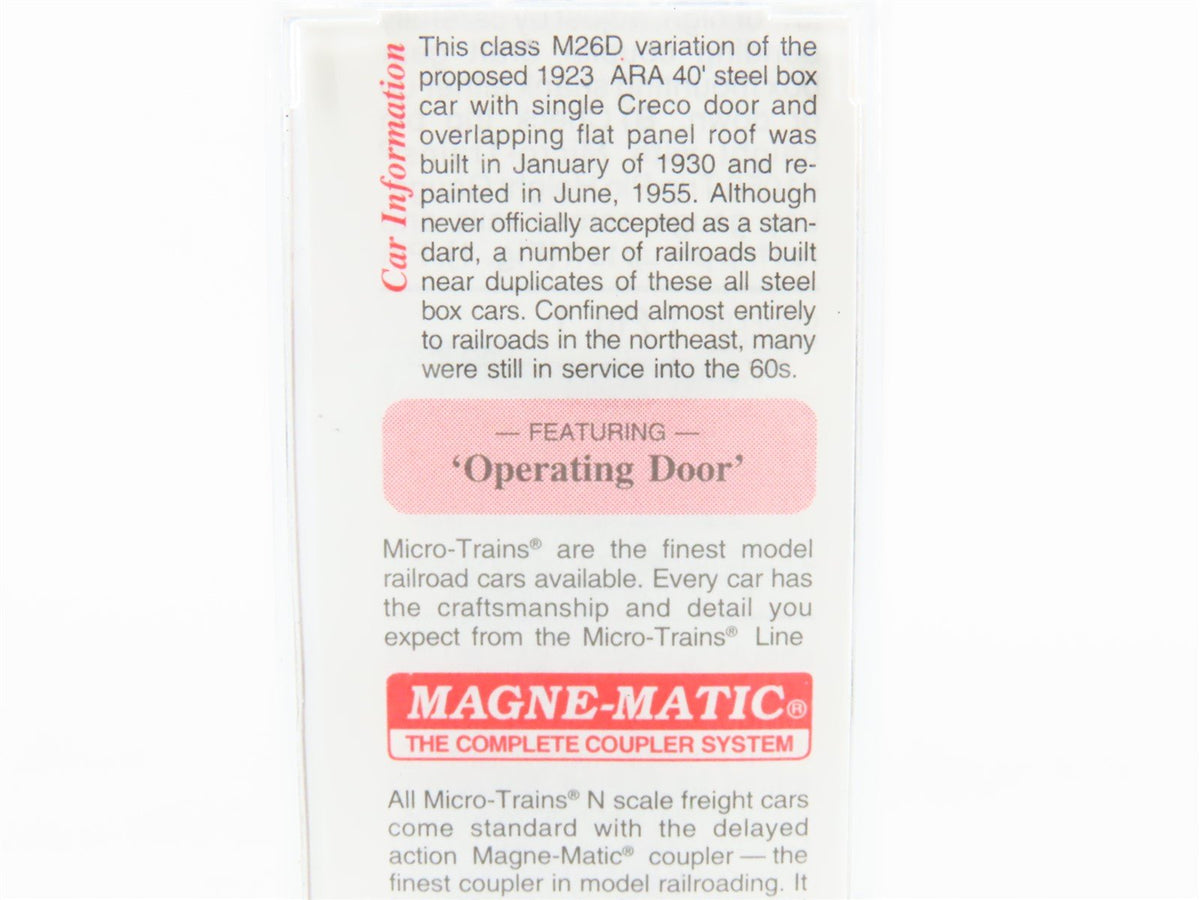 Car Information
This class M26D variation of the
proposed 1923 ARA 40' steel box
car with single Creco door and
overlapping flat panel roof was
built in January of 1930 and re-
painted in June, 1955. Although
never officially accepted as a stan-
dard, a number of railroads built
near duplicates of these all steel
box cars. Confined almost entirely
to railroads in the northeast, many
were still in service into the 60s.
— FEATURING —
‘Operating Door’
Micro-Trains® are the finest model
railroad cars available. Every car has
the craftsmanship and detail you
expect from the Micro-Trains® Line
MAGNE-MATIC®
THE COMPLETE COUPLER SYSTEM
All Micro-Trains® N scale freight cars
come standard with the delayed
action Magne-Matic® coupler — the
finest coupler in model railroading. It